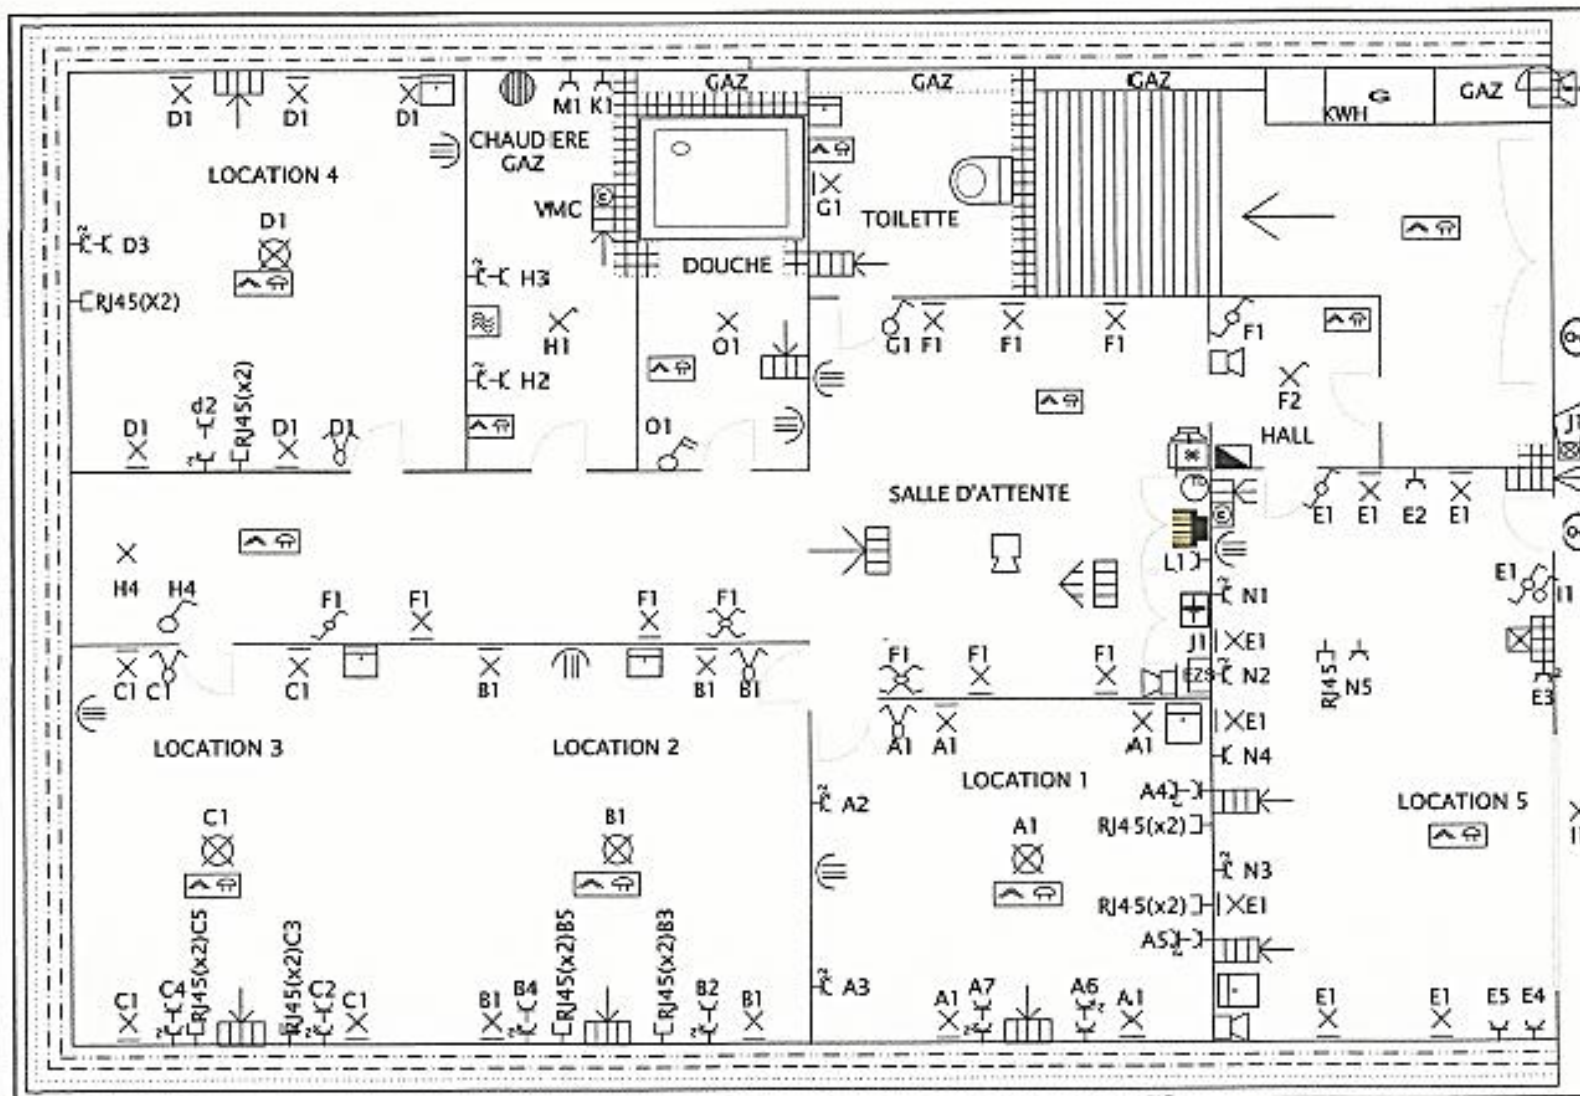 GAZ
GAZ
GAZ
GAZ
KWH
D1
D1
D1
M1
K1
CHAUDIERE
GAZ
LOCATION 4
VMC
G1
TOILETTE
D1
D3
DOUCHE
H3
RJ45(X2)
H1
O1
G1
F1
F1
F1
F1
H2
F2
d2
RJ45(x2)
D1
D1
D1
O1
HALL
J1
SALLE D'ATTENTE
E1
E1
E2
E1
L1
H4
H4
F1
F1
F1
F1
N1
E1
I1
J1
E1
F1
F1
F1
EZS
N2
RJ45
N5
E3
C1
C1
C1
B1
B1
B1
A1
A1
A1
E1
LOCATION 3
LOCATION 2
N4
LOCATION 1
A4
LOCATION 5
A2
C1
B1
A1
RJ45(x2)
N3
RJ45(x2)
E1
A5
C1
C4
RJ45(x2)C5
RJ45(x2)C3
C2
C1
B1
B4
RJ45(x2)B5
RJ45(x2)B3
B2
B1
A3
A1
A7
A6
A1
E1
E1
E5
E4